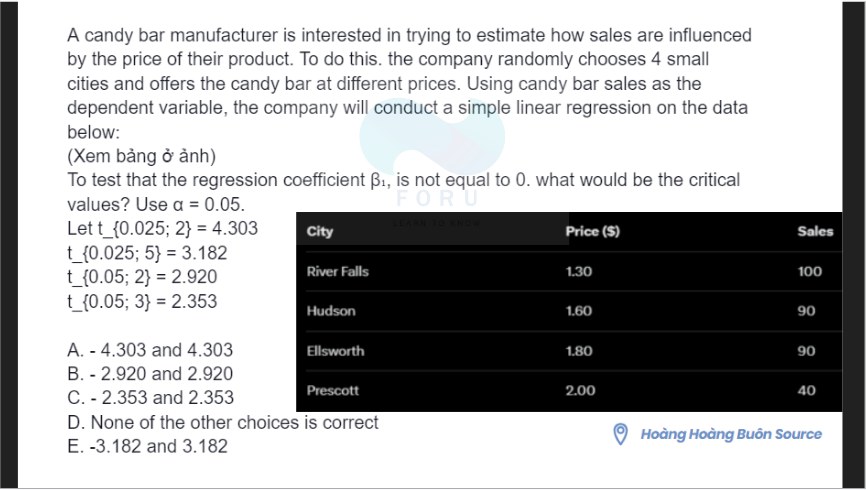 A candy bar manufacturer is interested in trying to estimate how sales are influenced
by the price of their product. To do this. the company randomly chooses 4 small
cities and offers the candy bar at different prices. Using candy bar sales as the
dependent variable, the company will conduct a simple linear regression on the data
below:
(Xem bảng ở ảnh)
To test that the regression coefficient β₁, is not equal to 0. what would be the critical
values? Use α = 0.05.
FORU
Let t_{0.025; 2} = 4.303
t_{0.025; 5} = 3.182
t_{0.05; 2} = 2.920
t_{0.05; 3} = 2.353
City Price ($) Sales
River Falls 1.30 100
Hudson 1.60 90
Ellsworth 1.80 90
Prescott 2.00 40
A. - 4.303 and 4.303
B. - 2.920 and 2.920
C. - 2.353 and 2.353
D. None of the other choices is correct
E. -3.182 and 3.182
Hoàng Hoàng Buôn Source